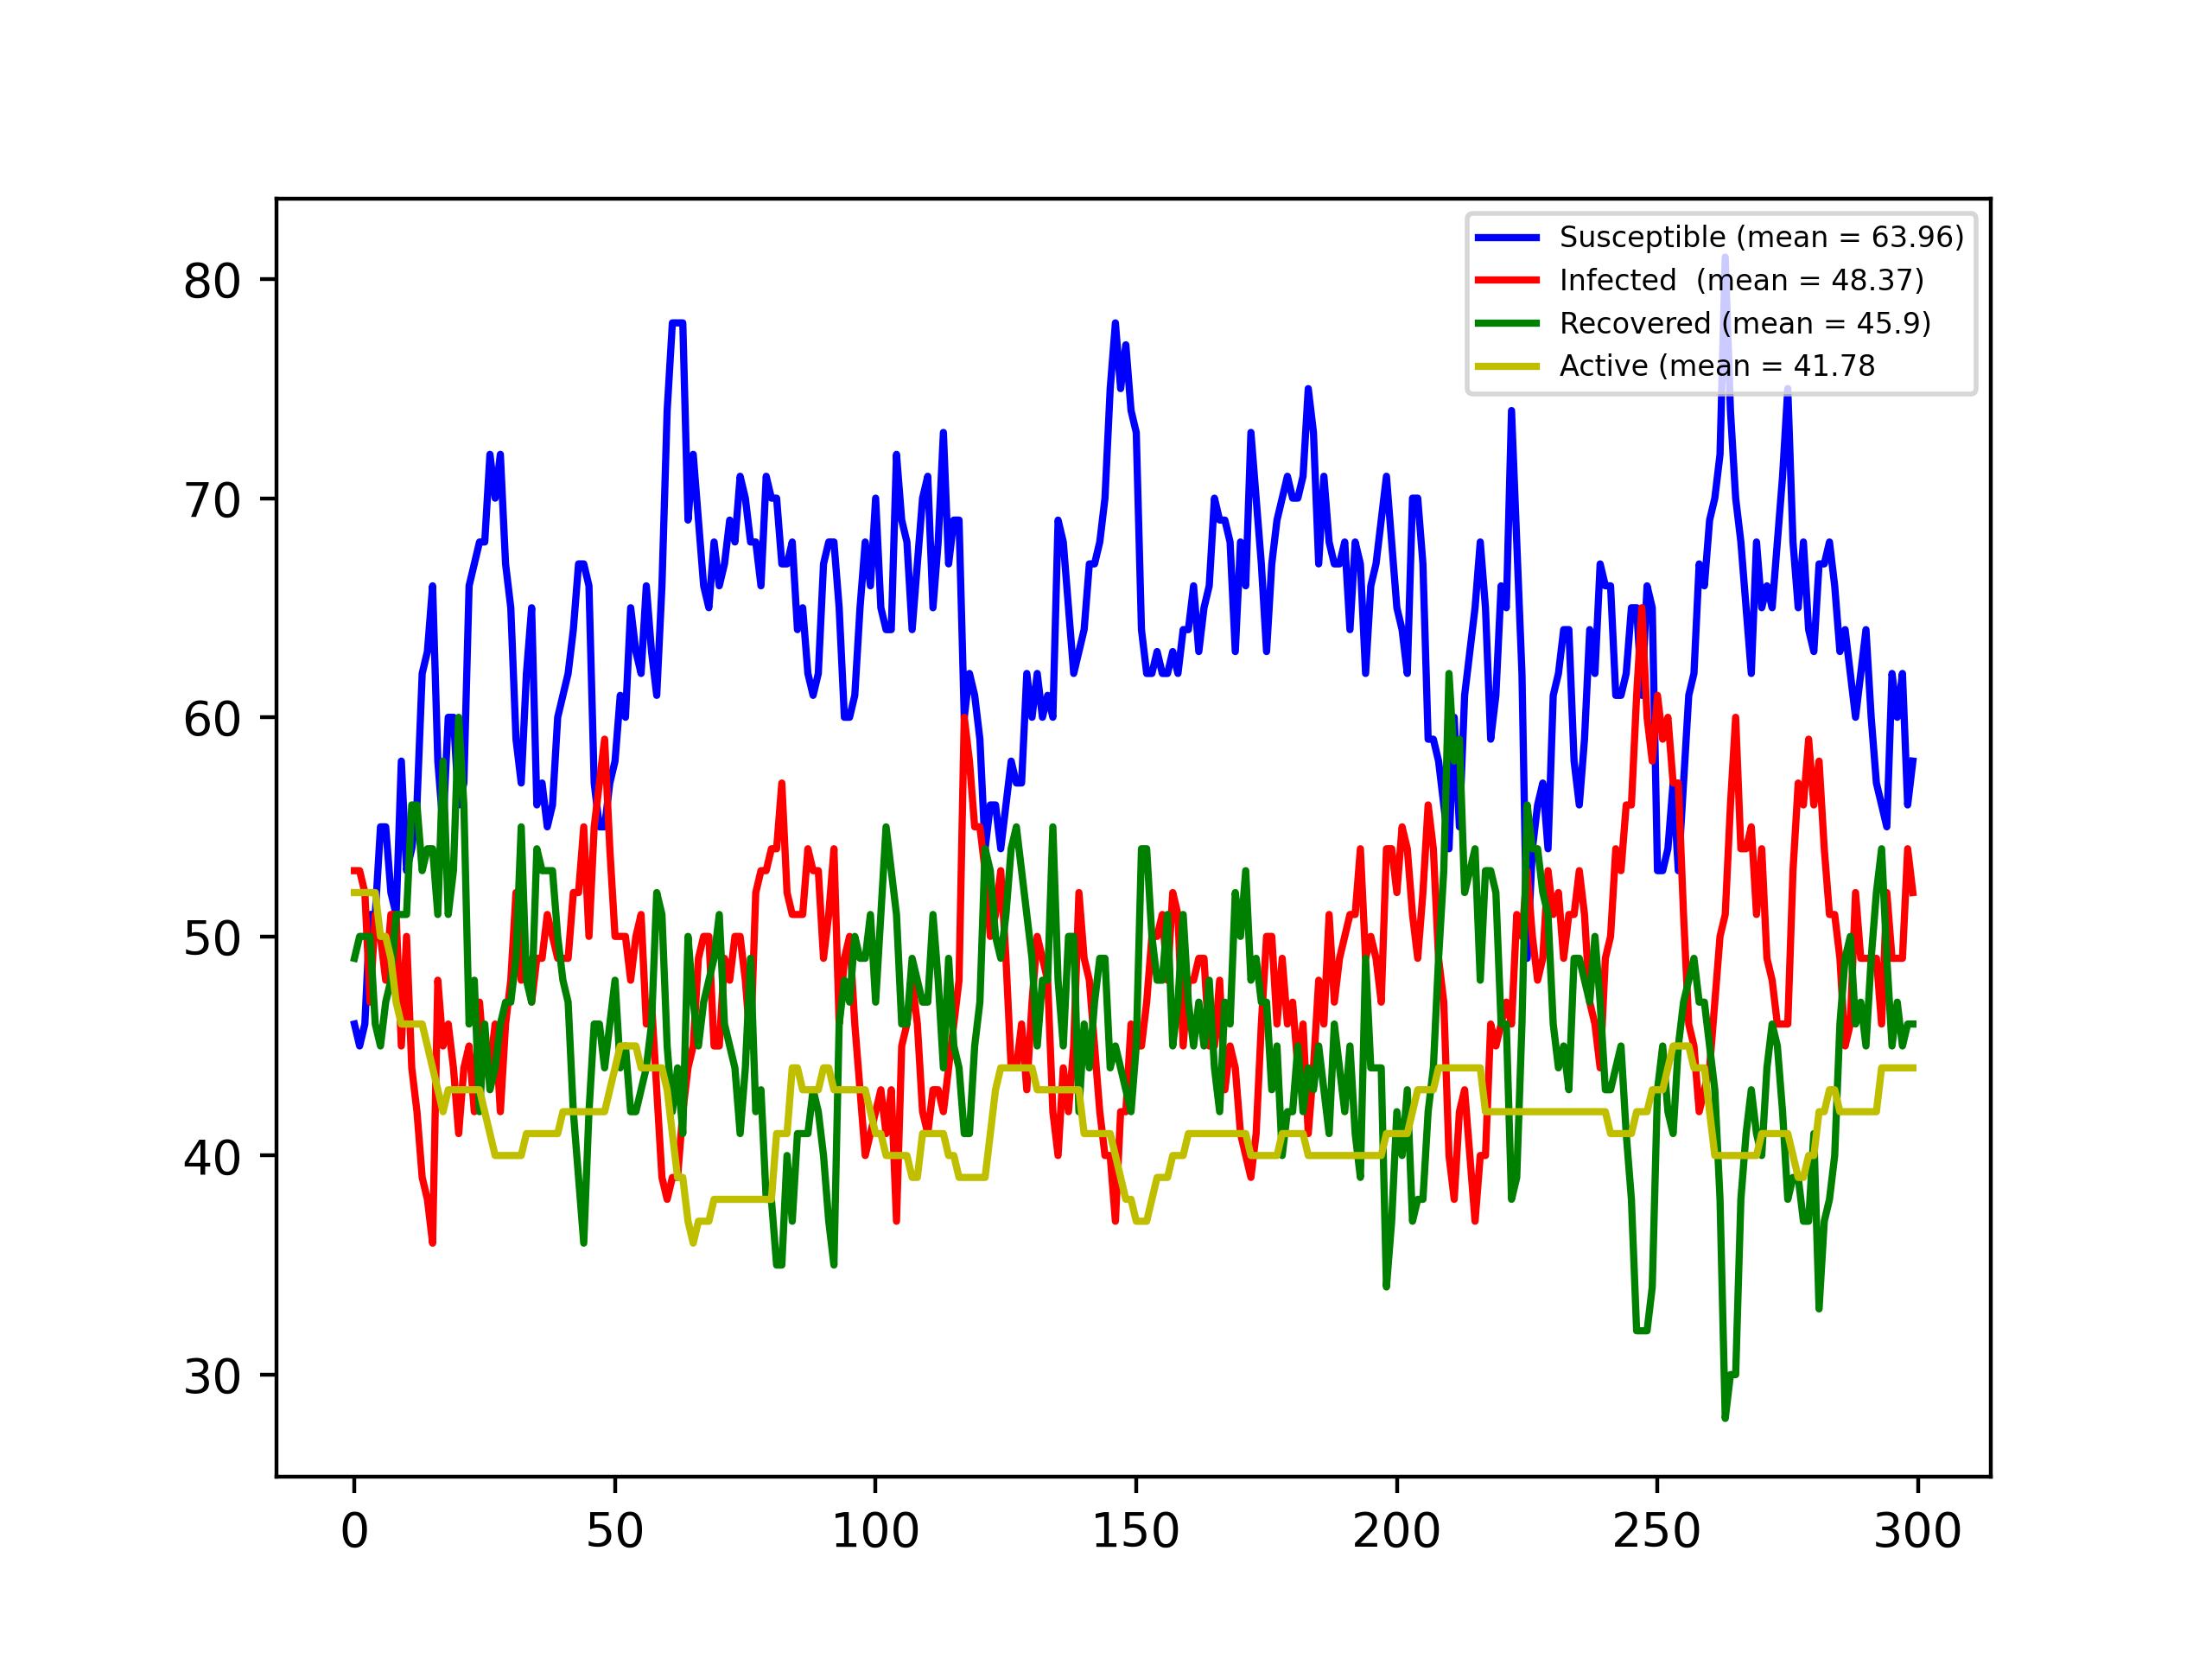 Susceptible (mean = 63.96)
Infected  (mean = 48.37)
Recovered (mean = 45.9)
Active (mean = 41.78
80
70
60
50
40
30
0 50 100 150 200 250 300